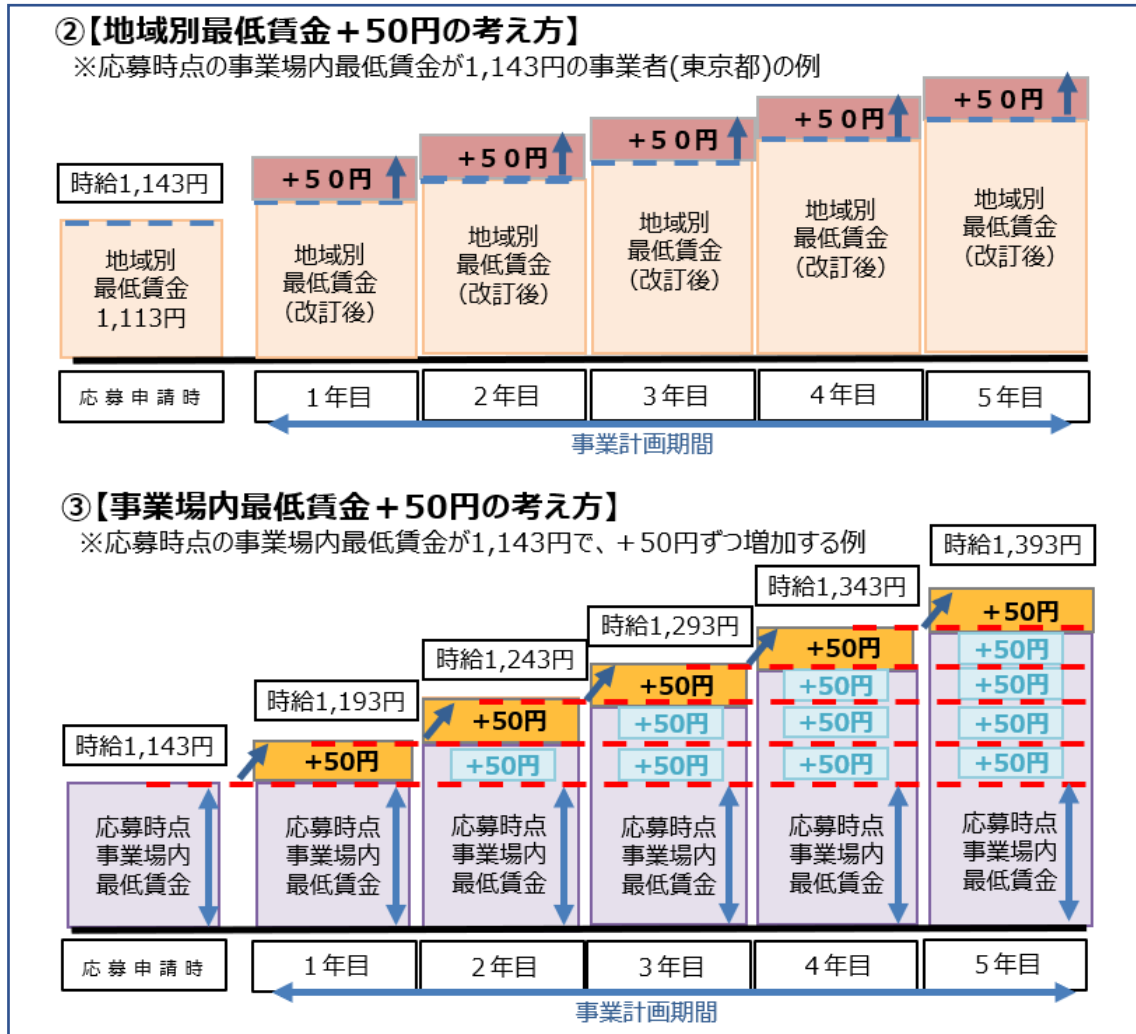 ②【地域別最低賃金+50円の考え方】
※応募時点の事業場内最低賃金が1,143円の事業者(東京都)の例
時給1,143円
地域別
最低賃金
1,113円
+50円
地域別
最低賃金
(改訂後)
+50円
地域別
最低賃金
(改訂後)
+50円
地域別
最低賃金
(改訂後)
+50円
地域別
最低賃金
(改訂後)
+50円
地域別
最低賃金
(改訂後)
応募申請時
1年目
2年目
3年目
4年目
5年目
事業計画期間
③【事業場内最低賃金+50円の考え方】
※応募時点の事業場内最低賃金が1,143円で、+50円ずつ増加する例
時給1,143円
応募時点
事業場内
最低賃金
時給1,193円
+50円
応募時点
事業場内
最低賃金
時給1,243円
+50円
+50円
応募時点
事業場内
最低賃金
時給1,293円
+50円
+50円
+50円
応募時点
事業場内
最低賃金
時給1,343円
+50円
+50円
+50円
+50円
応募時点
事業場内
最低賃金
時給1,393円
+50円
+50円
+50円
+50円
+50円
応募時点
事業場内
最低賃金
応募申請時
1年目
2年目
3年目
4年目
5年目
事業計画期間